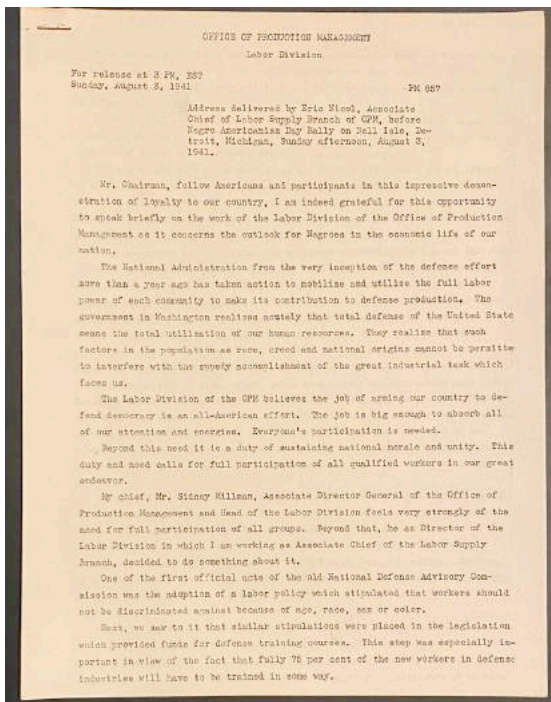 OFFICE OF PRODUCTION MANAGEMENT
Labor Division
For release at 3 PM, EST
Sunday, August 3, 1941
PM 857
Address delivered by Eric Nicol, Associate
Chief of Labor Supply Branch of OPM, before
Negro Americanism Day Rally on Bell Isle, De-
troit, Michigan, Sunday afternoon, August 3,
1941.
Mr. Chairman, fellow Americans and participants in this impressive demon-
stration of loyalty to our country, I am indeed grateful for this opportunity
to speak briefly on the work of the Labor Division of the Office of Production
Management as it concerns the outlook for Negroes in the economic life of our
nation.
The National Administration from the very inception of the defense effort
more than a year ago has taken action to mobilize and utilize the full labor
power of each community to make its contribution to defense production. The
government in Washington realizes acutely that total defense of the United State
means the total utilization of our human resources. They realize that such
factors in the population as race, creed and national origins cannot be permitte
to interfere with the speedy accomplishment of the great industrial task which
faces us.
The Labor Division of the OPM believes the job of arming our country to de-
fend democracy is an all-American effort. The job is big enough to absorb all
of our attention and energies. Everyone's participation is needed.
Beyond this need it is a duty of sustaining national morale and unity. This
duty and need calls for full participation of all qualified workers in our great
endeavor.
My chief, Mr. Sidney Hillman, Associate Director General of the Office of
Production Management and Head of the Labor Division feels very strongly of the
need for full participation of all groups. Beyond that, he as Director of the
Labor Division in which I am working as Associate Chief of the Labor Supply
Branch, decided to do something about it.
One of the first official acts of the old National Defense Advisory Com-
mission was the adoption of a labor policy which stipulated that workers should
not be discriminated against because of age, race, sex or color.
Next, we saw to it that similar stipulations were placed in the legislation
which provided funds for defense training courses. This step was especially im-
portant in view of the fact that fully 75 per cent of the new workers in defense
industries will have to be trained in some way.